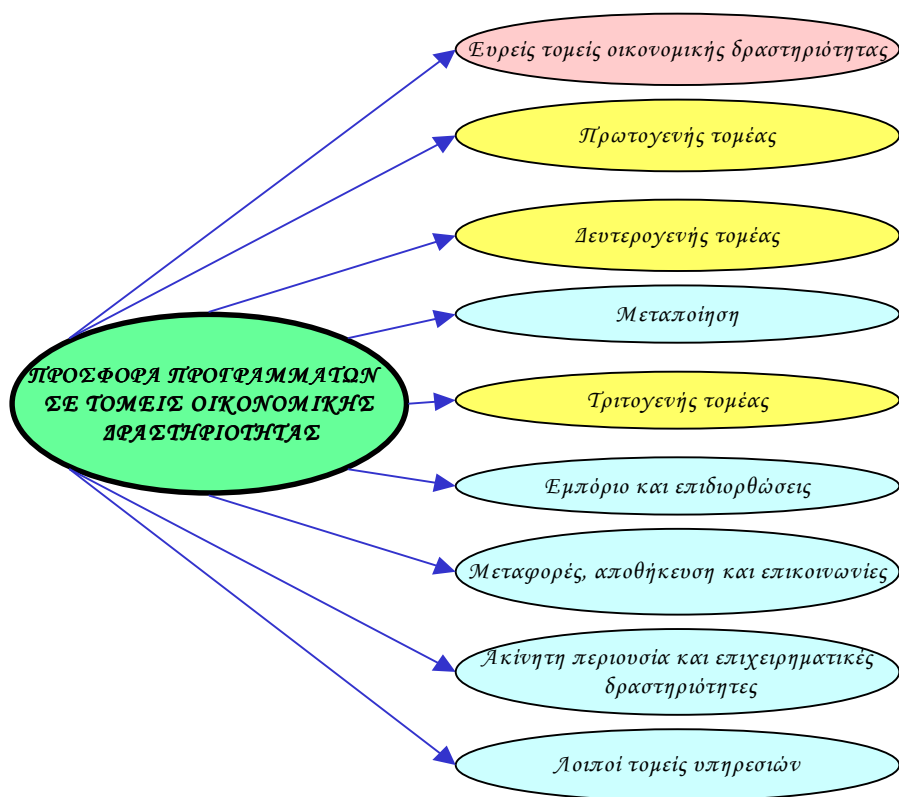 Ευρείς τομείς οικονομικής δραστηριότητας
Πρωτογενής τομέας
Δευτερογενής τομέας
Μεταποίηση
ΠΡΟΣΦΟΡΑ ΠΡΟΓΡΑΜΜΑΤΩΝ
ΣΕ ΤΟΜΕΙΣ ΟΙΚΟΝΟΜΙΚΗΣ
ΔΡΑΣΤΗΡΙΟΤΗΤΑΣ
Τριτογενής τομέας
Εμπόριο και επιδιορθώσεις
Μεταφορές, αποθήκευση και επικοινωνίες
Ακίνητη περιουσία και επιχειρηματικές
δραστηριότητες
Λοιποί τομείς υπηρεσιών